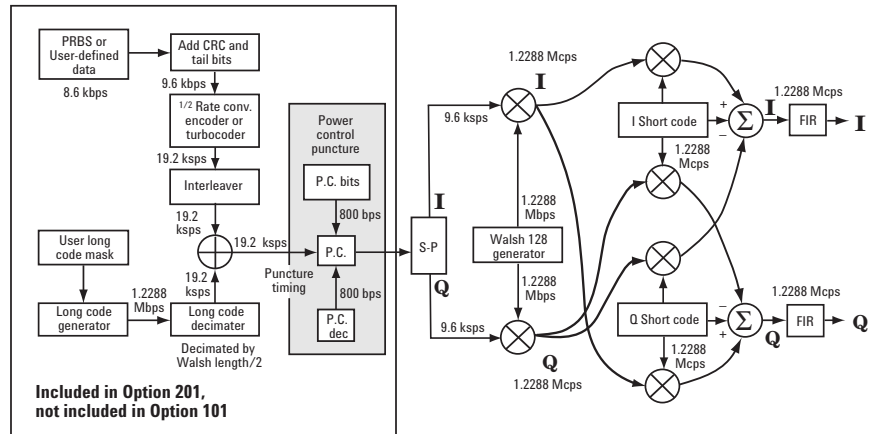 PRBS or
User-defined
data
8.6 kbps
Add CRC and
tail bits
9.6 ksps
1/2 Rate conv.
encoder or
turbocoder
19.2 ksps
Interleaver
19.2
ksps
User long
code mask
Long code
generator
1.2288
Mbps
19.2
ksps
Long code
decimater
Decimated by
Walsh length/2
19.2 ksps
Puncture
timing
Power
control
puncture
P.C. bits
800 bps
P.C.
800 bps
P.C.
dec
Included in Option 201,
not included in Option 101
I
S-P
Q
9.6 ksps
9.6 ksps
1.2288 Mcps
I
1.2288
Mbps
Walsh 128
generator
1.2288
Mbps
Q
1.2288 Mcps
I Short code
1.2288
Mcps
Q Short code
1.2288
Mcps
+
−
Σ
1.2288 Mcps
I
FIR
I
−
+
Σ
1.2288 Mcps
Q
FIR
Q